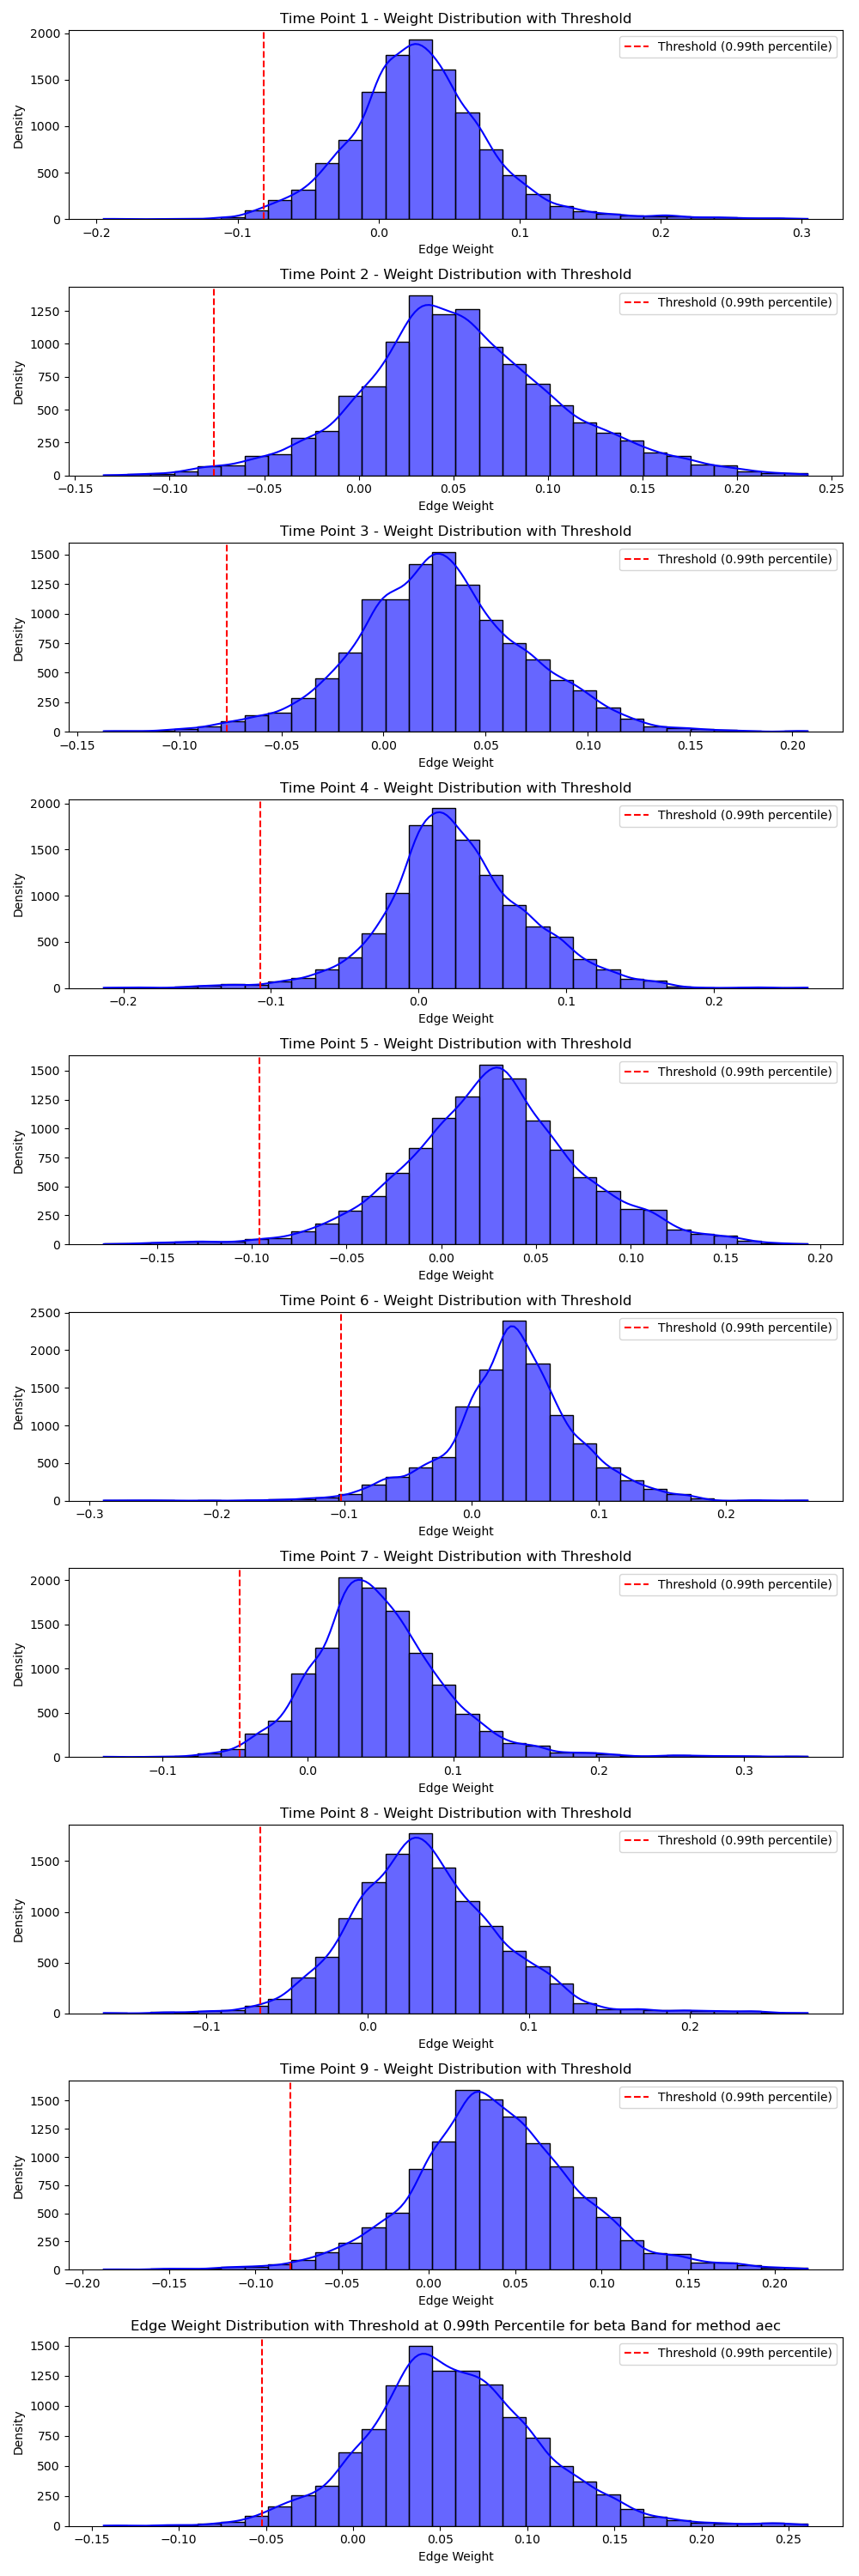 Time Point 1 - Weight Distribution with Threshold
Threshold (0.99th percentile)
Density
2000
1500
1000
500
0
−0.2 −0.1 0.0 0.1 0.2 0.3
Edge Weight
Time Point 2 - Weight Distribution with Threshold
Threshold (0.99th percentile)
Density
1250
1000
750
500
250
0
−0.15 −0.10 −0.05 0.00 0.05 0.10 0.15 0.20 0.25
Edge Weight
Time Point 3 - Weight Distribution with Threshold
Threshold (0.99th percentile)
Density
1500
1250
1000
750
500
250
0
−0.15 −0.10 −0.05 0.00 0.05 0.10 0.15 0.20
Edge Weight
Time Point 4 - Weight Distribution with Threshold
Threshold (0.99th percentile)
Density
2000
1500
1000
500
0
−0.2 −0.1 0.0 0.1 0.2
Edge Weight
Time Point 5 - Weight Distribution with Threshold
Threshold (0.99th percentile)
Density
1500
1250
1000
750
500
250
0
−0.15 −0.10 −0.05 0.00 0.05 0.10 0.15 0.20
Edge Weight
Time Point 6 - Weight Distribution with Threshold
Threshold (0.99th percentile)
Density
2500
2000
1500
1000
500
0
−0.3 −0.2 −0.1 0.0 0.1 0.2
Edge Weight
Time Point 7 - Weight Distribution with Threshold
Threshold (0.99th percentile)
Density
2000
1500
1000
500
0
−0.1 0.0 0.1 0.2 0.3
Edge Weight
Time Point 8 - Weight Distribution with Threshold
Threshold (0.99th percentile)
Density
1500
1000
500
0
−0.1 0.0 0.1 0.2
Edge Weight
Time Point 9 - Weight Distribution with Threshold
Threshold (0.99th percentile)
Density
1500
1250
1000
750
500
250
0
−0.20 −0.15 −0.10 −0.05 0.00 0.05 0.10 0.15 0.20
Edge Weight
Edge Weight Distribution with Threshold at 0.99th Percentile for beta Band for method aec
Threshold (0.99th percentile)
Density
1500
1250
1000
750
500
250
0
−0.15 −0.10 −0.05 0.00 0.05 0.10 0.15 0.20 0.25
Edge Weight